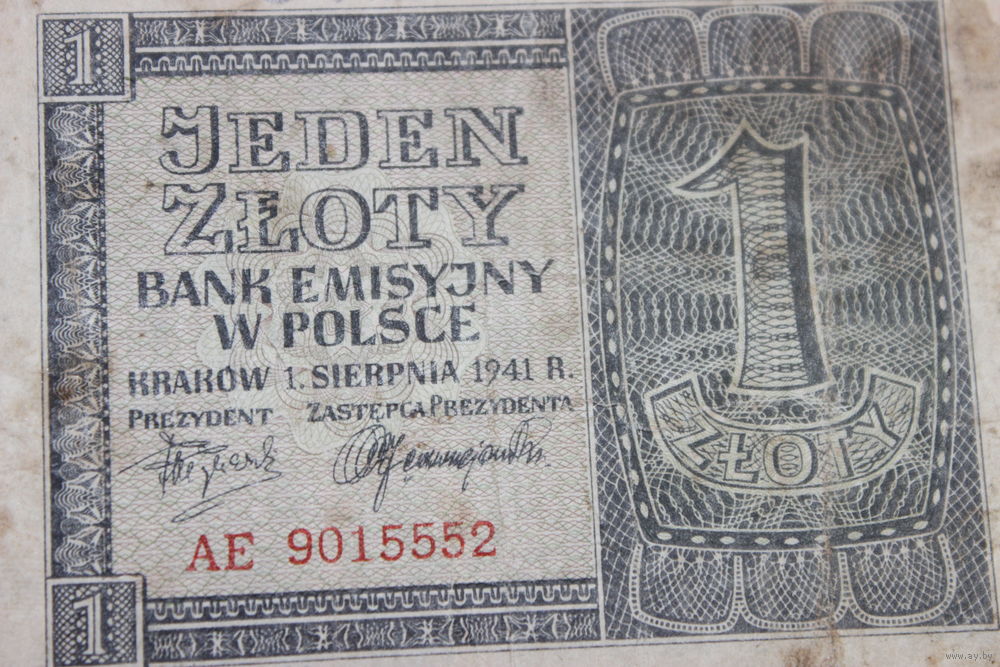 1
JEDEN
ZŁOTY
BANK EMISYJNY
W POLSCE
KRAKÓW 1. SIERPNIA 1941 R.
PREZYDENT ZASTĘPCA PREZYDENTA
AE 9015552
1
1
ZŁOTY
www.ay.by